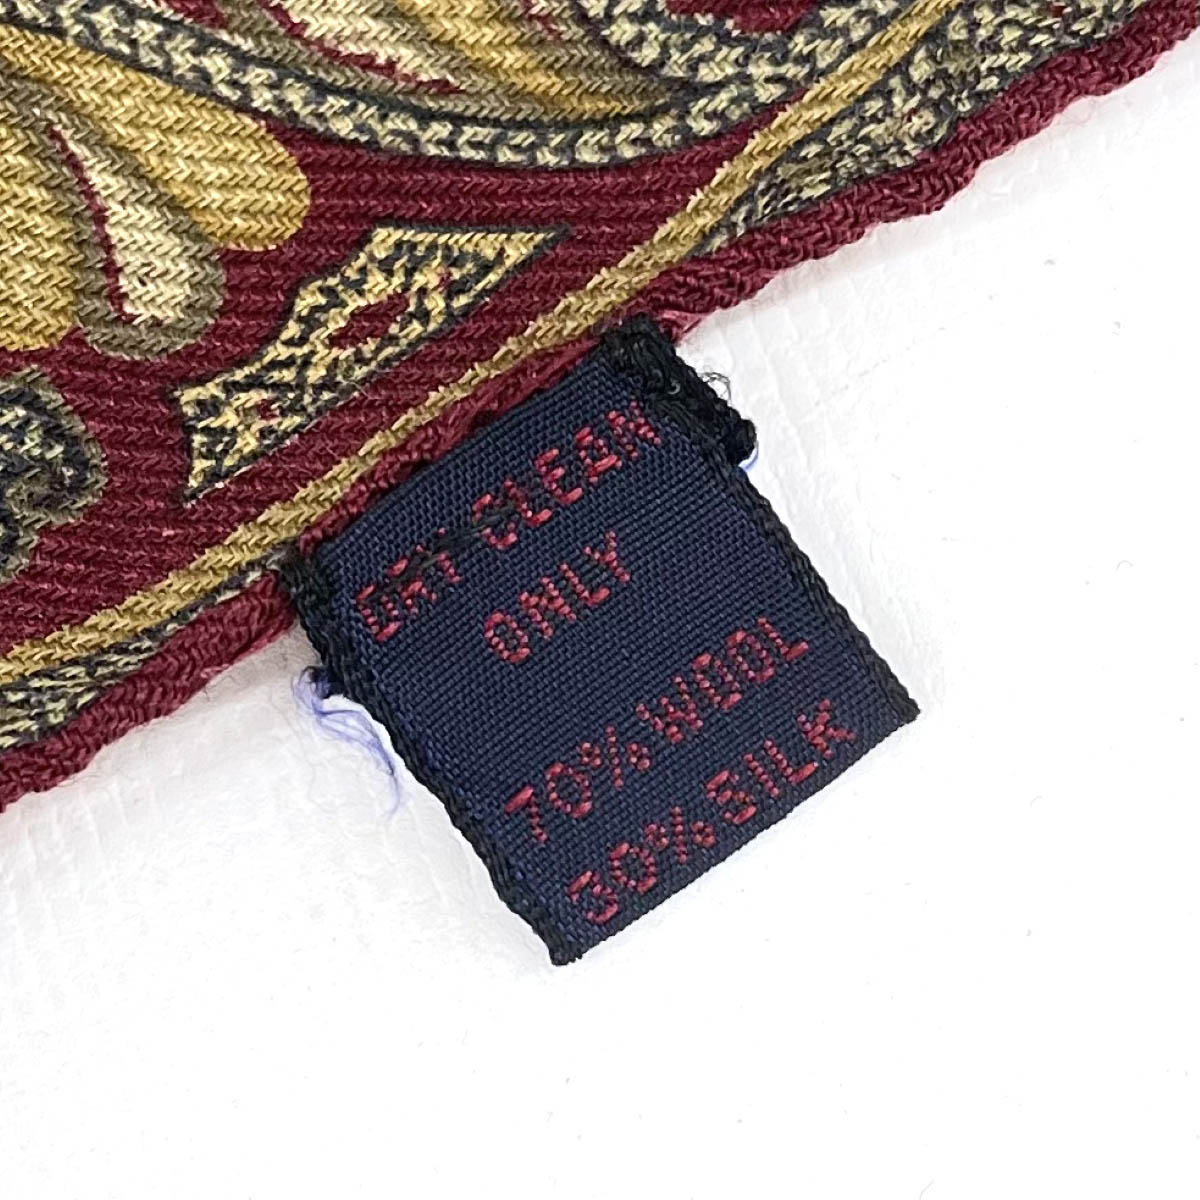 DRY CLEAN
ONLY
70% WOOL
30% SILK